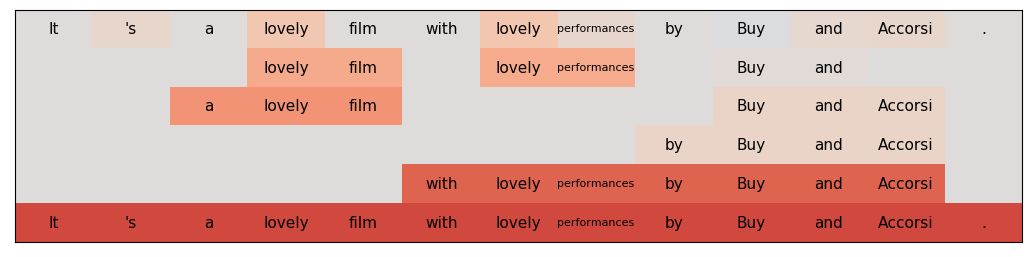 It 's a lovely film with lovely performances by Buy and Accorsi .
lovely film lovely performances Buy and
a lovely film Buy and Accorsi
by Buy and Accorsi
with lovely performances by Buy and Accorsi
It 's a lovely film with lovely performances by Buy and Accorsi .